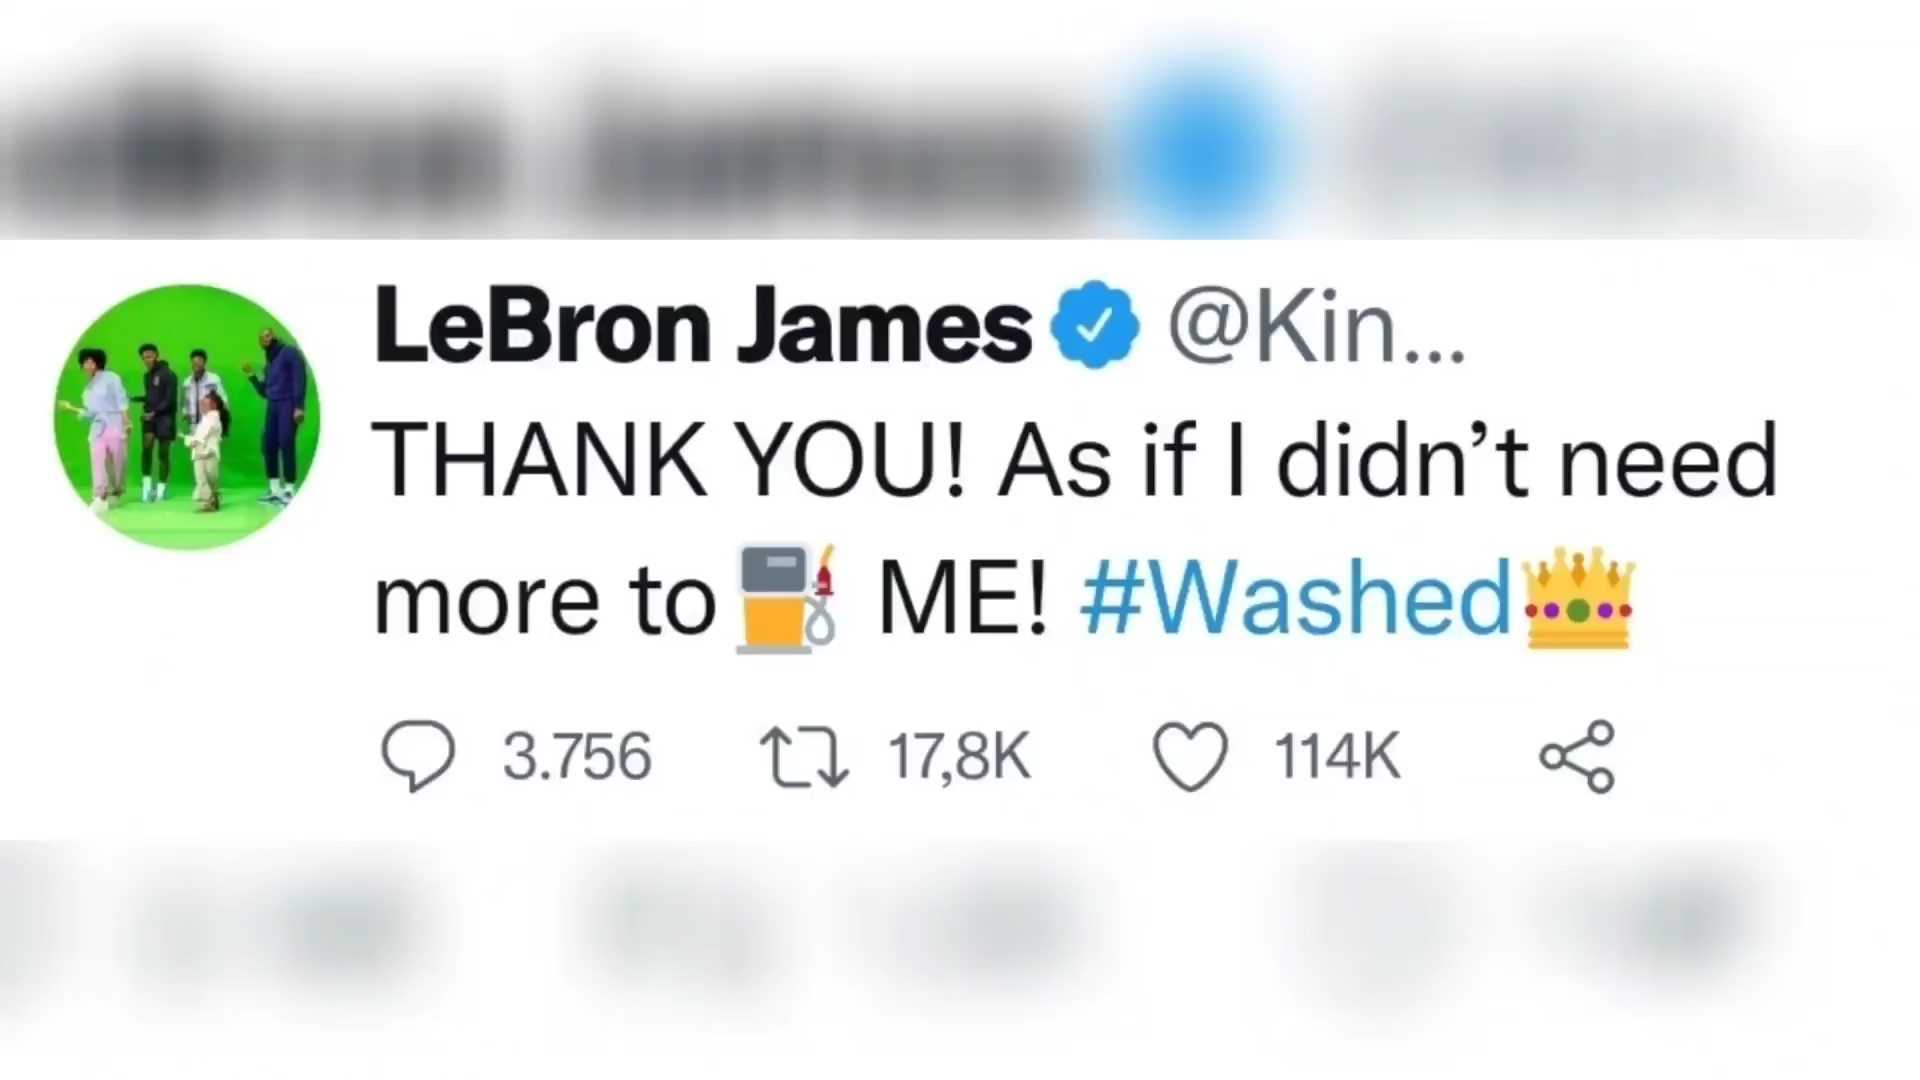 LeBron James @Kin...
THANK YOU! As if I didn’t need
more to⛽ ME! #Washed👑
3.756 17,8K 114K